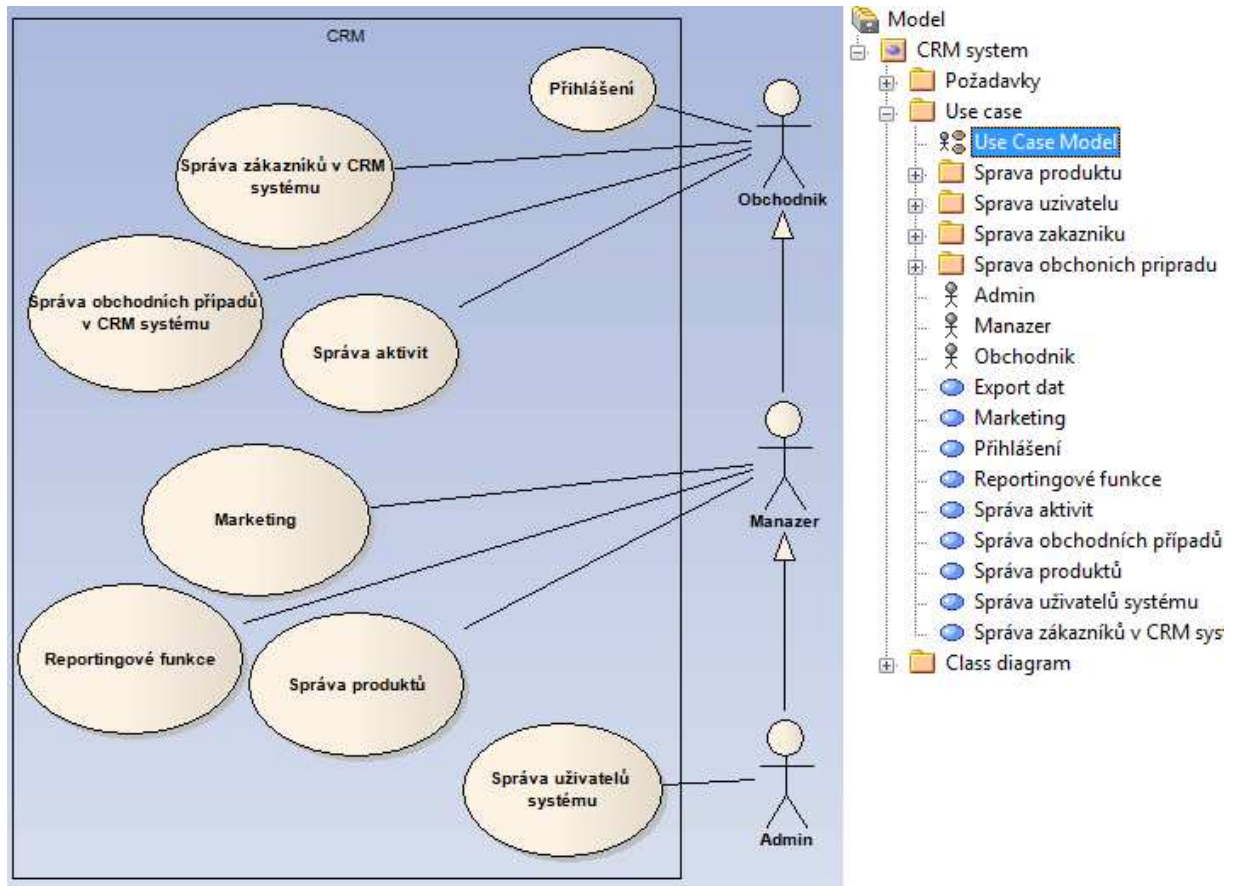 CRM
Přihlášení
Správa zákazníků v CRM
systému
Obchodnik
Správa obchodních případů
v CRM systému
Správa aktivit
Marketing
Manazer
Reportingové funkce
Správa produktů
Správa uživatelů
systému
Admin
Model
CRM system
Požadavky
Use case
Use Case Model
Sprava produktu
Sprava uzivatelu
Sprava zakazniku
Sprava obchonich pripradu
Admin
Manazer
Obchodnik
Export dat
Marketing
Přihlášení
Reportingové funkce
Správa aktivit
Správa obchodních případů
Správa produktů
Správa uživatelů systému
Správa zákazníků v CRM sys
Class diagram